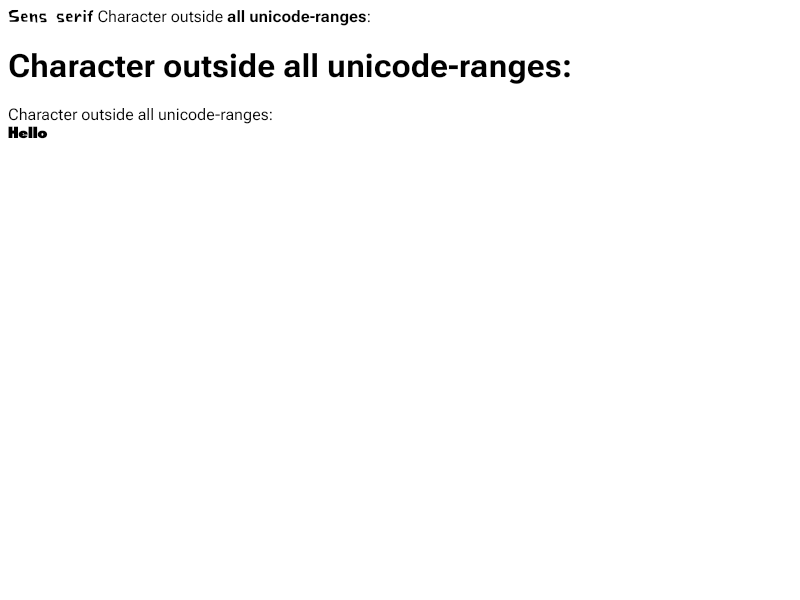 Sens serif Character outside all unicode-ranges:
Character outside all unicode-ranges:
Character outside all unicode-ranges:
Hello